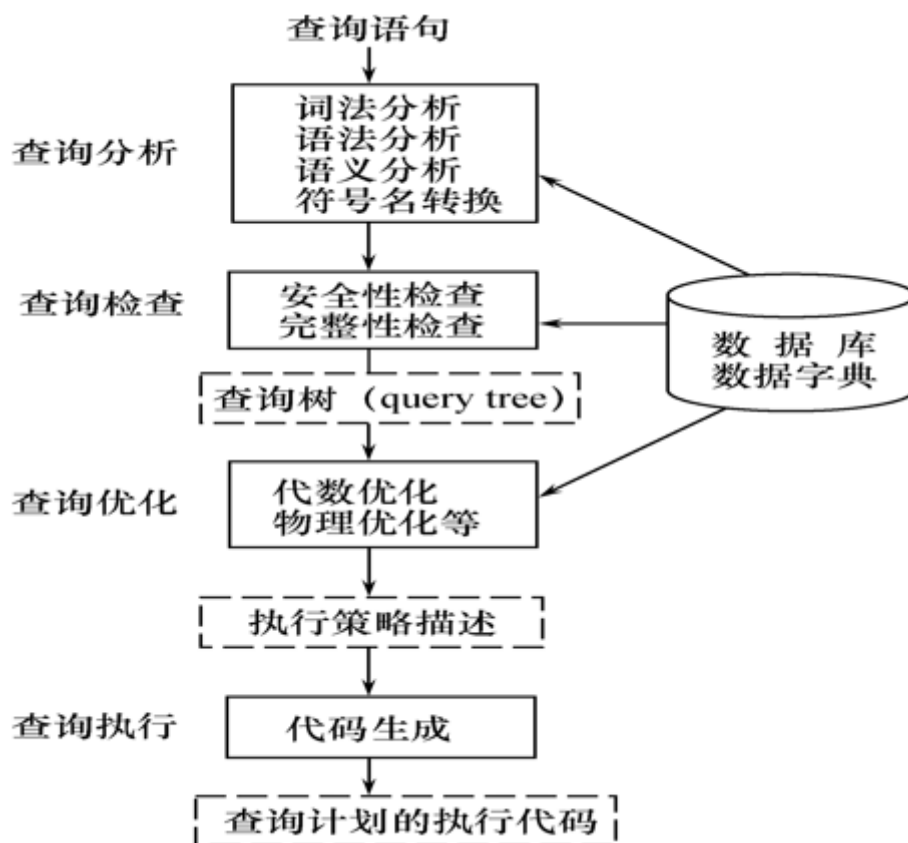 查询语句
查询分析
词法分析
语法分析
语义分析
符号名转换
查询检查
安全性检查
完整性检查
数据库
数据字典
查询树 (query tree)
查询优化
代数优化
物理优化等
执行策略描述
查询执行
代码生成
查询计划的执行代码